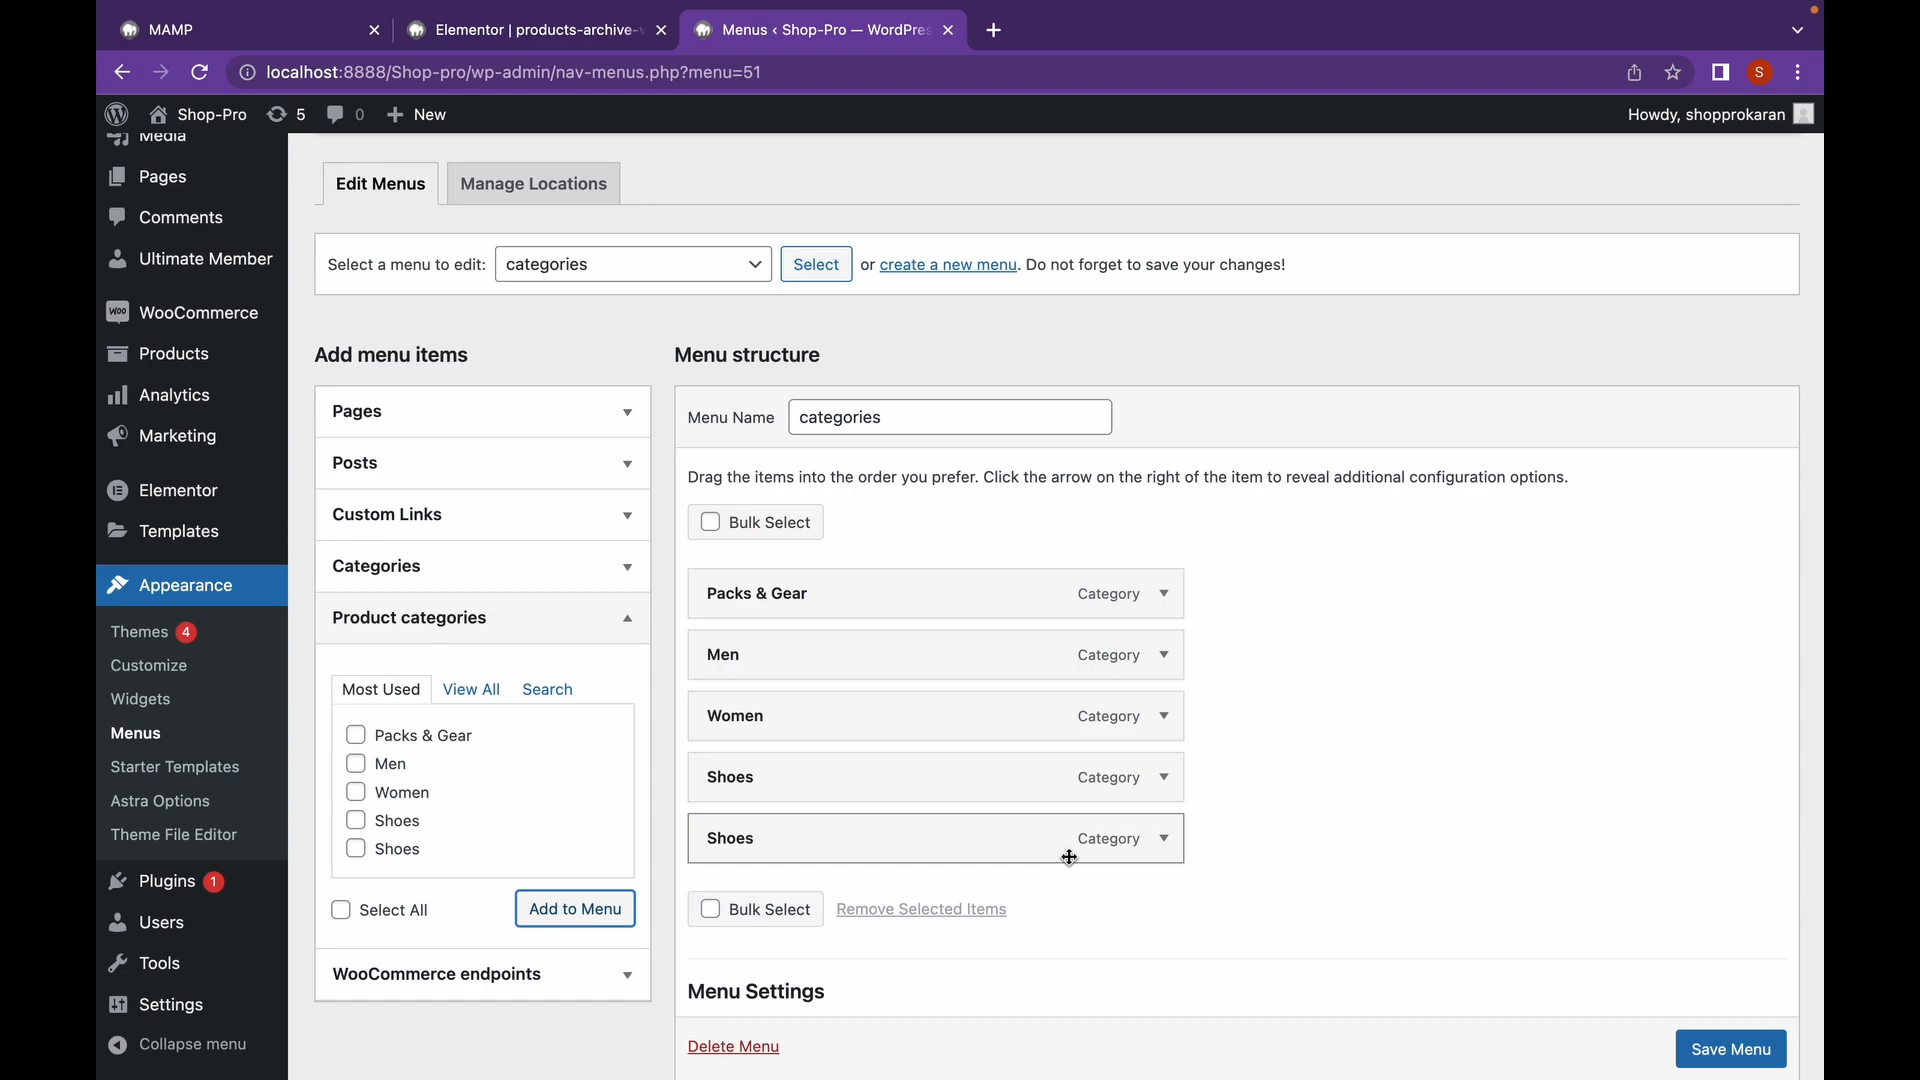 MAMP
Elementor | products-archive-v
Menus ‹ Shop-Pro — WordPres
localhost:8888/Shop-pro/wp-admin/nav-menus.php?menu=51
S
Shop-Pro
5
0
New
Howdy, shopprokaran
Media
Pages
Comments
Ultimate Member
WooCommerce
Products
Analytics
Marketing
Elementor
Templates
Appearance
Themes 4
Customize
Widgets
Menus
Starter Templates
Astra Options
Theme File Editor
Plugins 1
Users
Tools
Settings
Collapse menu
Edit Menus
Manage Locations
Select a menu to edit: categories Select or create a new menu. Do not forget to save your changes!
Add menu items
Pages
Posts
Custom Links
Categories
Product categories
Most Used View All Search
Packs & Gear
Men
Women
Shoes
Shoes
Select All
Add to Menu
WooCommerce endpoints
Menu structure
Menu Name categories
Drag the items into the order you prefer. Click the arrow on the right of the item to reveal additional configuration options.
Bulk Select
Packs & Gear Category
Men Category
Women Category
Shoes Category
Shoes Category
Bulk Select Remove Selected Items
Menu Settings
Delete Menu
Save Menu